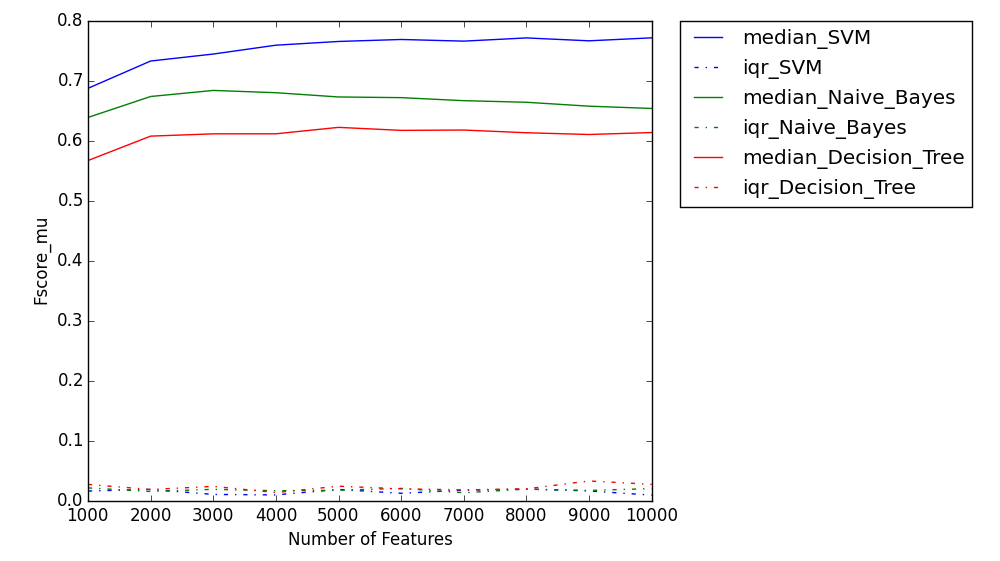 0.8
0.7
0.6
0.5
0.4
0.3
0.2
0.1
0.0
Fscore_mu
1000 2000 3000 4000 5000 6000 7000 8000 9000 10000
Number of Features
median_SVM
iqr_SVM
median_Naive_Bayes
iqr_Naive_Bayes
median_Decision_Tree
iqr_Decision_Tree